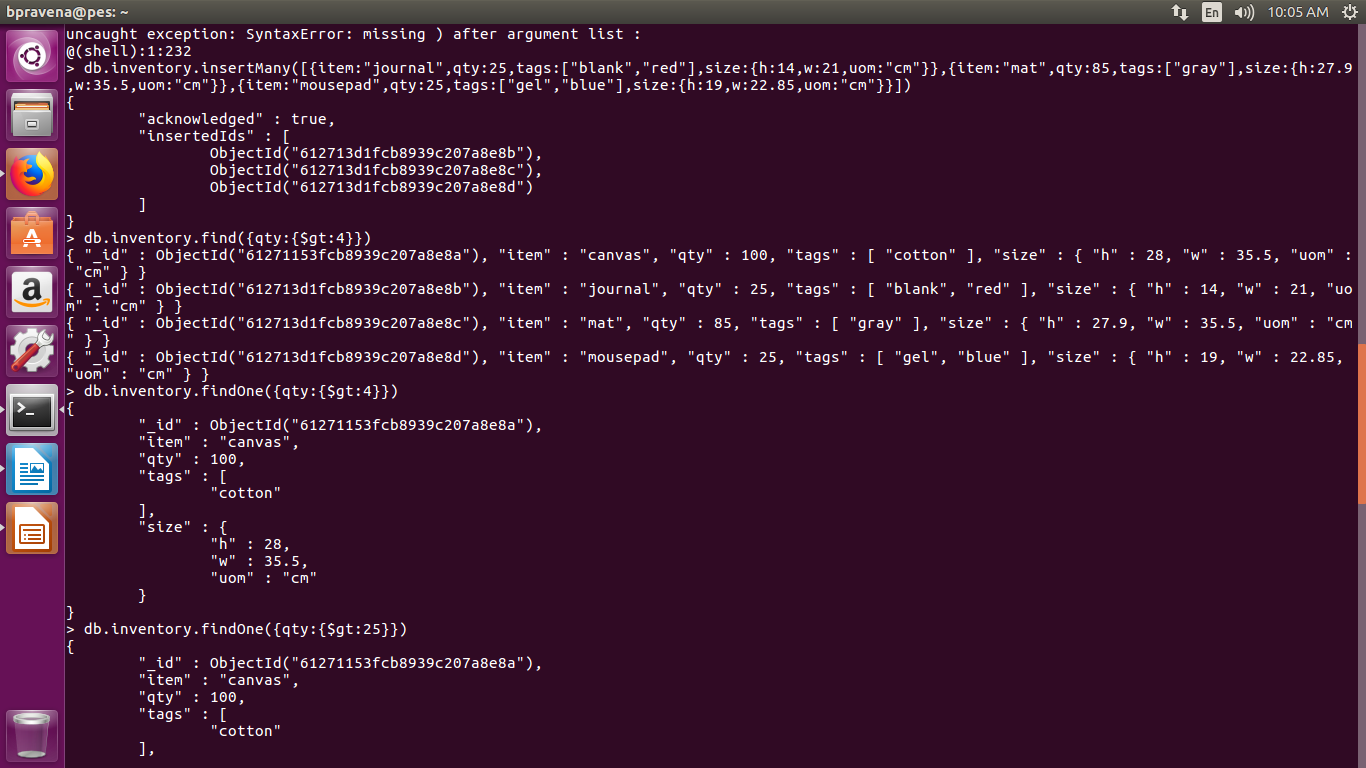 bpravena@pes: ~
En
10:05 AM
uncaught exception: SyntaxError: missing ) after argument list :
@(shell):1:232
> db.inventory.insertMany([{item:"journal",qty:25,tags:["blank","red"],size:{h:14,w:21,uom:"cm"}},{item:"mat",qty:85,tags:["gray"],size:{h:27.9
,w:35.5,uom:"cm"}},{item:"mousepad",qty:25,tags:["gel","blue"],size:{h:19,w:22.85,uom:"cm"}}])
{
        "acknowledged" : true,
        "insertedIds" : [
                ObjectId("612713d1fcb8939c207a8e8b"),
                ObjectId("612713d1fcb8939c207a8e8c"),
                ObjectId("612713d1fcb8939c207a8e8d")
        ]
}
> db.inventory.find({qty:{$gt:4}})
{ "_id" : ObjectId("61271153fcb8939c207a8e8a"), "item" : "canvas", "qty" : 100, "tags" : [ "cotton" ], "size" : { "h" : 28, "w" : 35.5, "uom" :
 "cm" } }
{ "_id" : ObjectId("612713d1fcb8939c207a8e8b"), "item" : "journal", "qty" : 25, "tags" : [ "blank", "red" ], "size" : { "h" : 14, "w" : 21, "uo
m" : "cm" } }
{ "_id" : ObjectId("612713d1fcb8939c207a8e8c"), "item" : "mat", "qty" : 85, "tags" : [ "gray" ], "size" : { "h" : 27.9, "w" : 35.5, "uom" : "cm
" } }
{ "_id" : ObjectId("612713d1fcb8939c207a8e8d"), "item" : "mousepad", "qty" : 25, "tags" : [ "gel", "blue" ], "size" : { "h" : 19, "w" : 22.85,
"uom" : "cm" } }
> db.inventory.findOne({qty:{$gt:4}})
{
        "_id" : ObjectId("61271153fcb8939c207a8e8a"),
        "item" : "canvas",
        "qty" : 100,
        "tags" : [
                "cotton"
        ],
        "size" : {
                "h" : 28,
                "w" : 35.5,
                "uom" : "cm"
        }
}
> db.inventory.findOne({qty:{$gt:25}})
{
        "_id" : ObjectId("61271153fcb8939c207a8e8a"),
        "item" : "canvas",
        "qty" : 100,
        "tags" : [
                "cotton"
        ],